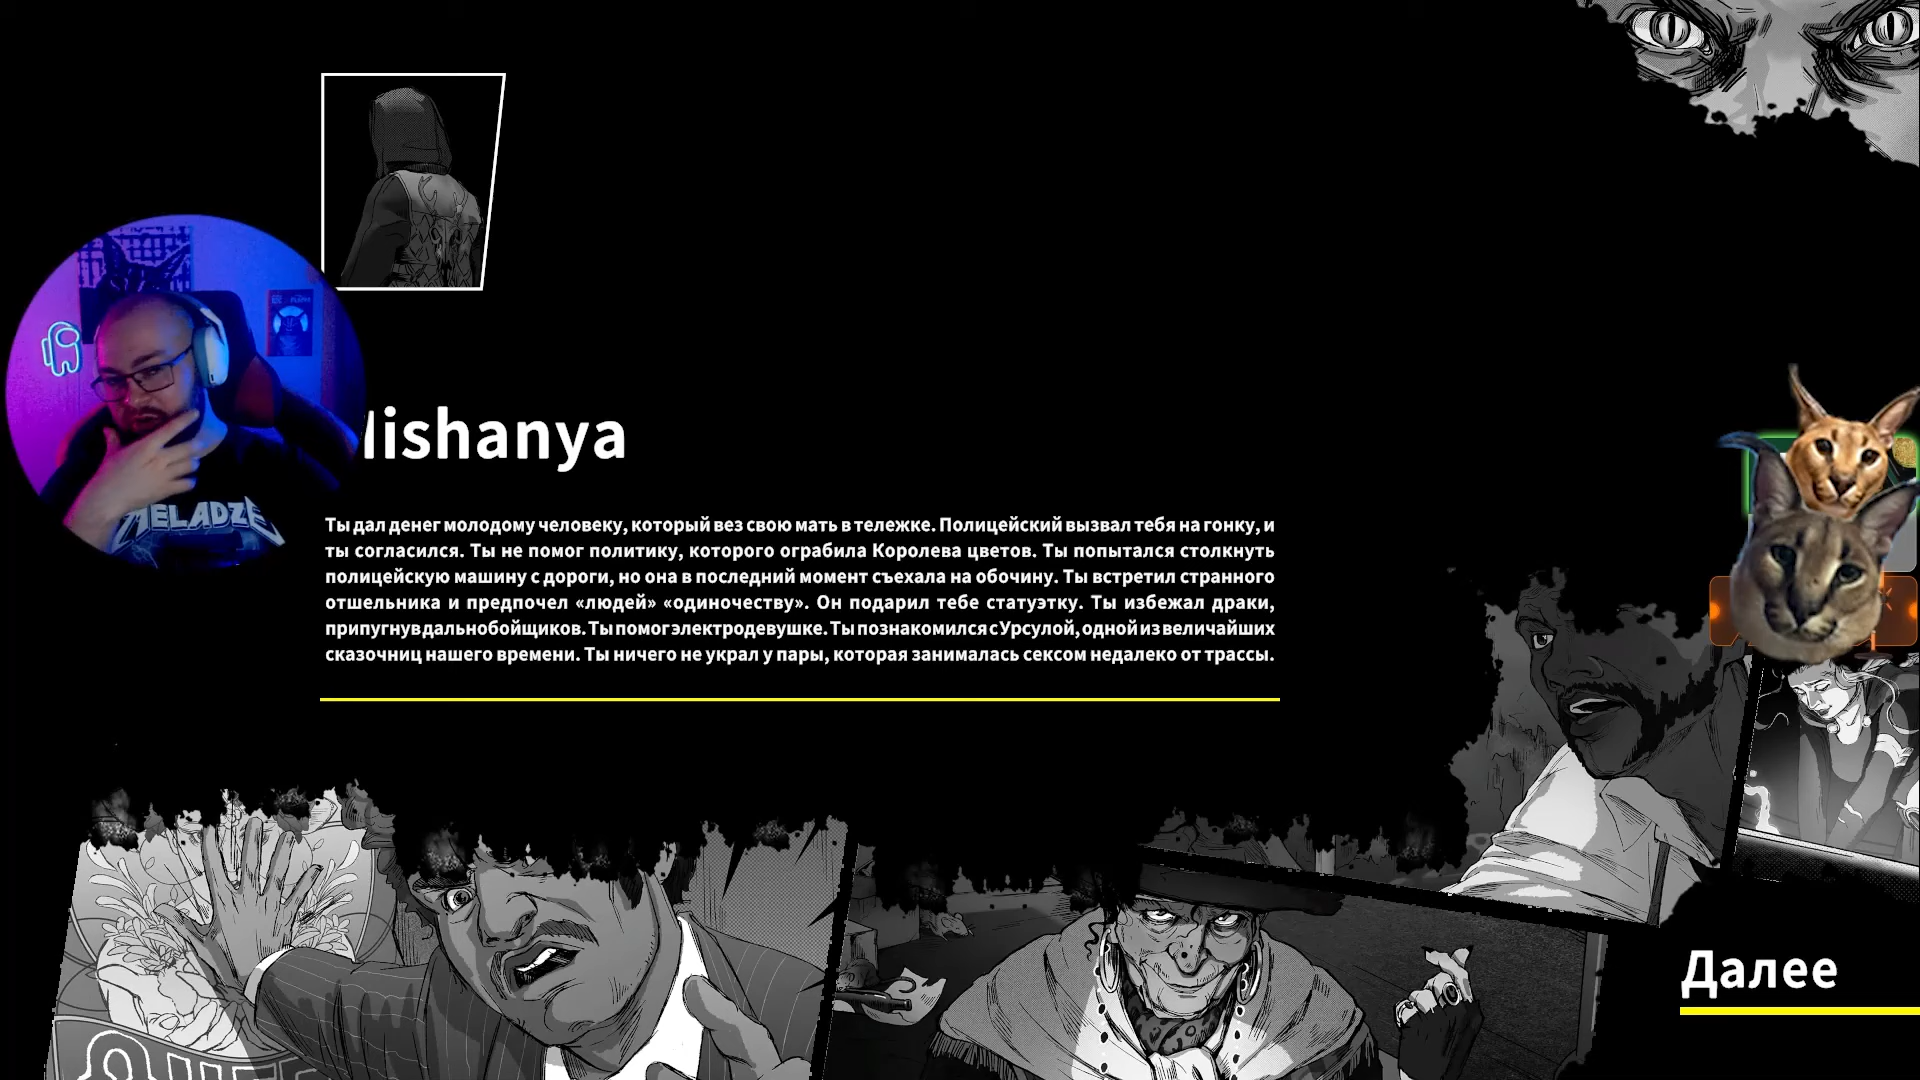 Mishanya
MELADZE
Ты дал денег молодому человеку, который вез свою мать в тележке. Полицейский вызвал тебя на гонку, и
ты согласился. Ты не помог политику, которого ограбила Королева цветов. Ты попытался столкнуть
полицейскую машину с дороги, но она в последний момент съехала на обочину. Ты встретил странного
отшельника и предпочел «людей» «одиночеству». Он подарил тебе статуэтку. Ты избежал драки,
припугнув дальнобойщиков. Ты помог электродевушке. Ты познакомился с Урсулой, одной из величайших
сказочниц нашего времени. Ты ничего не украл у пары, которая занималась сексом недалеко от трассы.
Далее